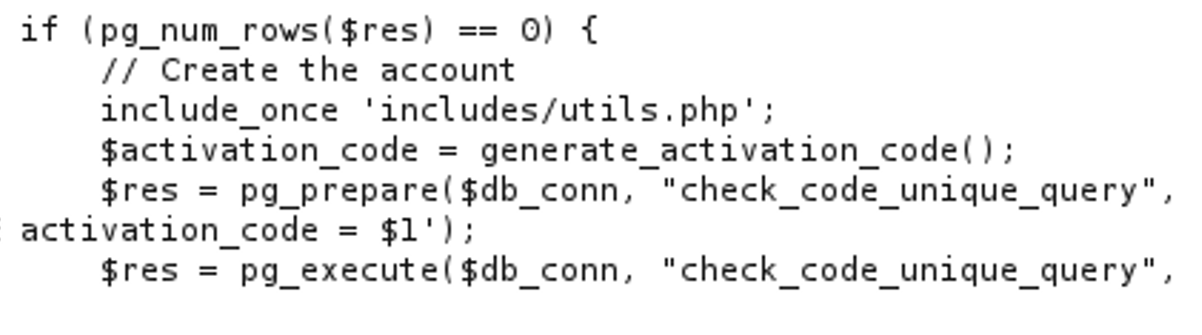 if (pg_num_rows($res) == 0) {
// Create the account
include_once 'includes/utils.php';
$activation_code = generate_activation_code();
$res = pg_prepare($db_conn, "check_code_unique_query",
activation_code = $1');
$res = pg_execute($db_conn, "check_code_unique_query",